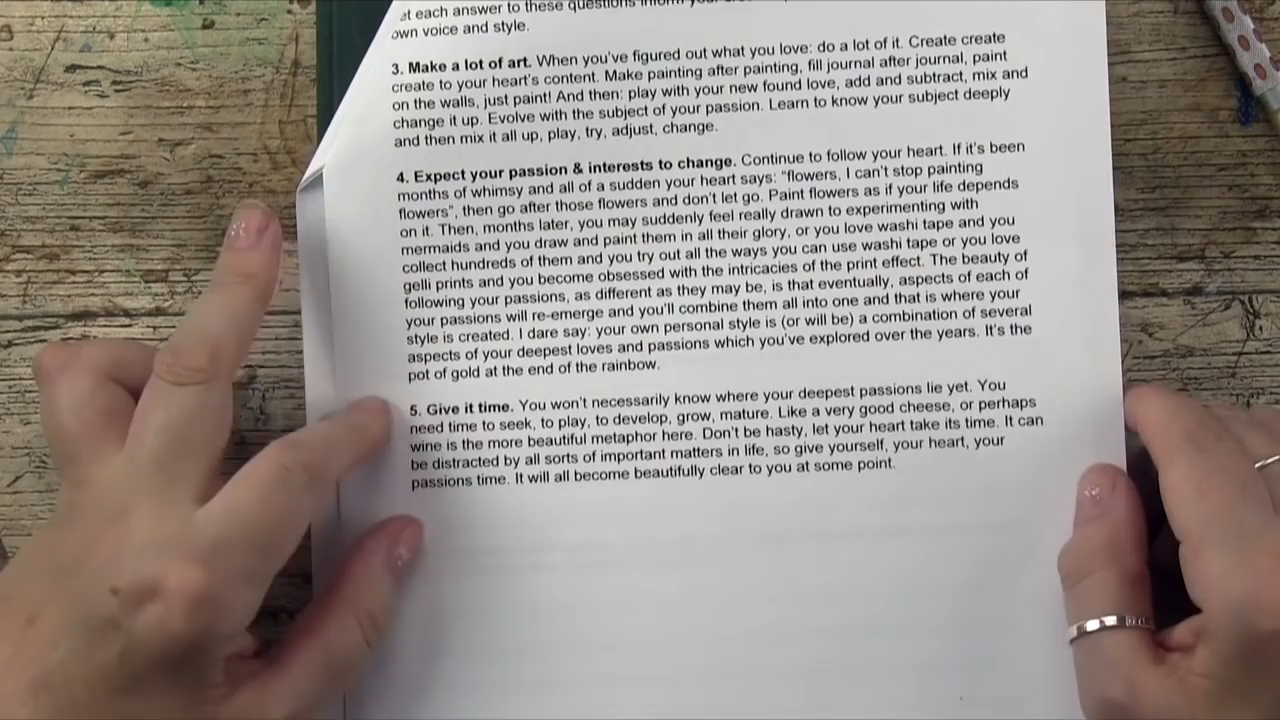 et each answer to these questions inform your
own voice and style.
3. Make a lot of art. When you've figured out what you love: do a lot of it. Create create
create to your heart's content. Make painting after painting, fill journal after journal, paint
on the walls, just paint! And then: play with your new found love, add and subtract, mix and
change it up. Evolve with the subject of your passion. Learn to know your subject deeply
and then mix it all up, play, try, adjust, change.
4. Expect your passion & interests to change. Continue to follow your heart. If it's been
months of whimsy and all of a sudden your heart says: "flowers, I can't stop painting
flowers", then go after those flowers and don't let go. Paint flowers as if your life depends
on it. Then, months later, you may suddenly feel really drawn to experimenting with
mermaids and you draw and paint them in all their glory, or you love washi tape and you
collect hundreds of them and you try out all the ways you can use washi tape or you love
gelli prints and you become obsessed with the intricacies of the print effect. The beauty of
following your passions, as different as they may be, is that eventually, aspects of each of
your passions will re-emerge and you'll combine them all into one and that is where your
style is created. I dare say: your own personal style is (or will be) a combination of several
aspects of your deepest loves and passions which you've explored over the years. It's the
pot of gold at the end of the rainbow.
5. Give it time. You won't necessarily know where your deepest passions lie yet. You
need time to seek, to play, to develop, grow, mature. Like a very good cheese, or perhaps
wine is the more beautiful metaphor here. Don't be hasty, let your heart take its time. It can
be distracted by all sorts of important matters in life, so give yourself, your heart, your
passions time. It will all become beautifully clear to you at some point.